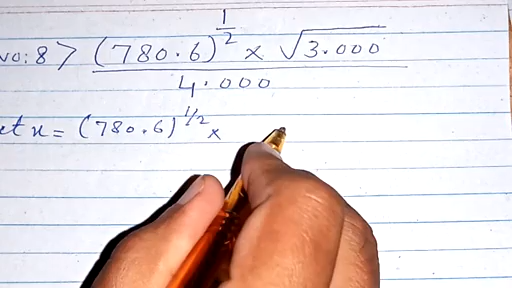 No: 8 > (780.6)^1/2 × √3.000 / 4.000
let x = (780.6)^1/2 ×